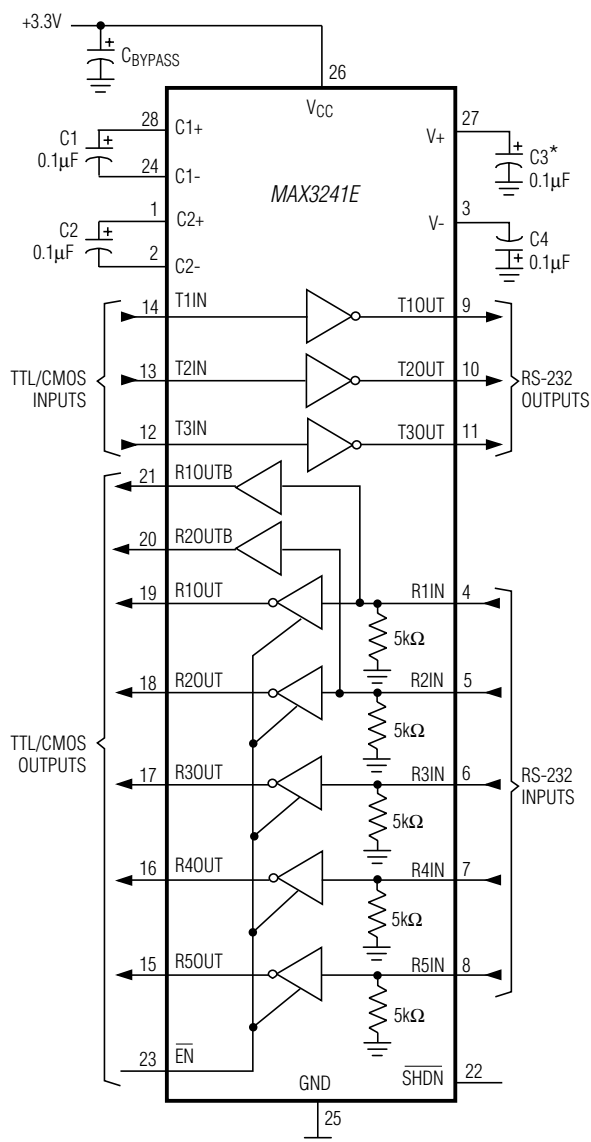 +3.3V
CBYPASS
26
VCC
28
C1+
C1
0.1μF
24
C1-
27
V+
C3*
0.1μF
MAX3241E
1
C2+
C2
0.1μF
2
C2-
3
V-
C4
0.1μF
14
T1IN
T1OUT
9
13
T2IN
T2OUT
10
12
T3IN
T3OUT
11
TTL/CMOS
INPUTS
RS-232
OUTPUTS
21
R1OUTB
20
R2OUTB
19
R1OUT
R1IN
4
5kΩ
18
R2OUT
R2IN
5
5kΩ
17
R3OUT
R3IN
6
5kΩ
16
R4OUT
R4IN
7
5kΩ
15
R5OUT
R5IN
8
5kΩ
TTL/CMOS
OUTPUTS
RS-232
INPUTS
23
EN
GND
SHDN
22
25